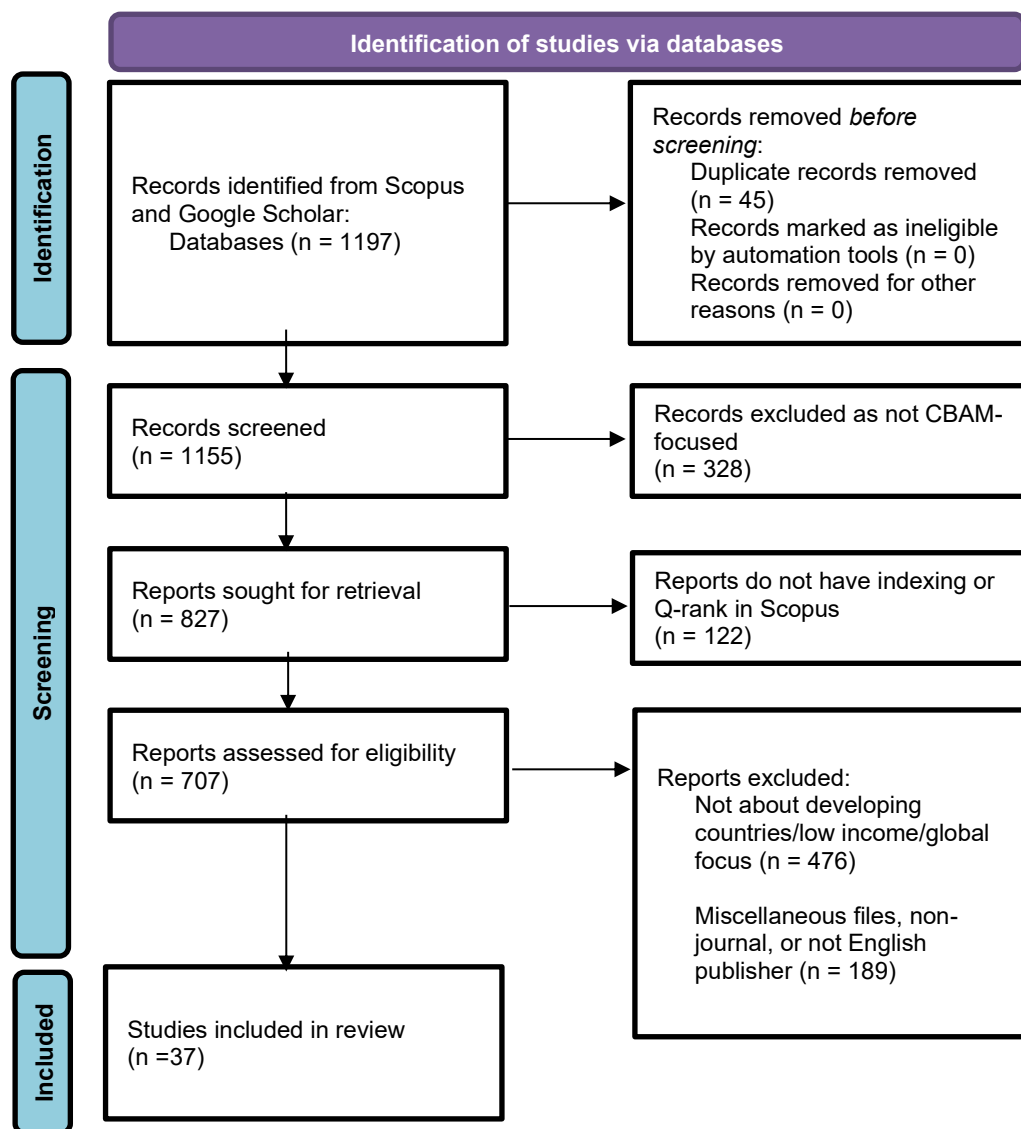 Identification of studies via databases
Identification
Records identified from Scopus
and Google Scholar:
Databases (n = 1197)
Records removed before
screening:
Duplicate records removed
(n = 45)
Records marked as ineligible
by automation tools (n = 0)
Records removed for other
reasons (n = 0)
Screening
Records screened
(n = 1155)
Records excluded as not CBAM-
focused
(n = 328)
Reports sought for retrieval
(n = 827)
Reports do not have indexing or
Q-rank in Scopus
(n = 122)
Reports assessed for eligibility
(n = 707)
Reports excluded:
Not about developing
countries/low income/global
focus (n = 476)
Miscellaneous files, non-
journal, or not English
publisher (n = 189)
Included
Studies included in review
(n =37)